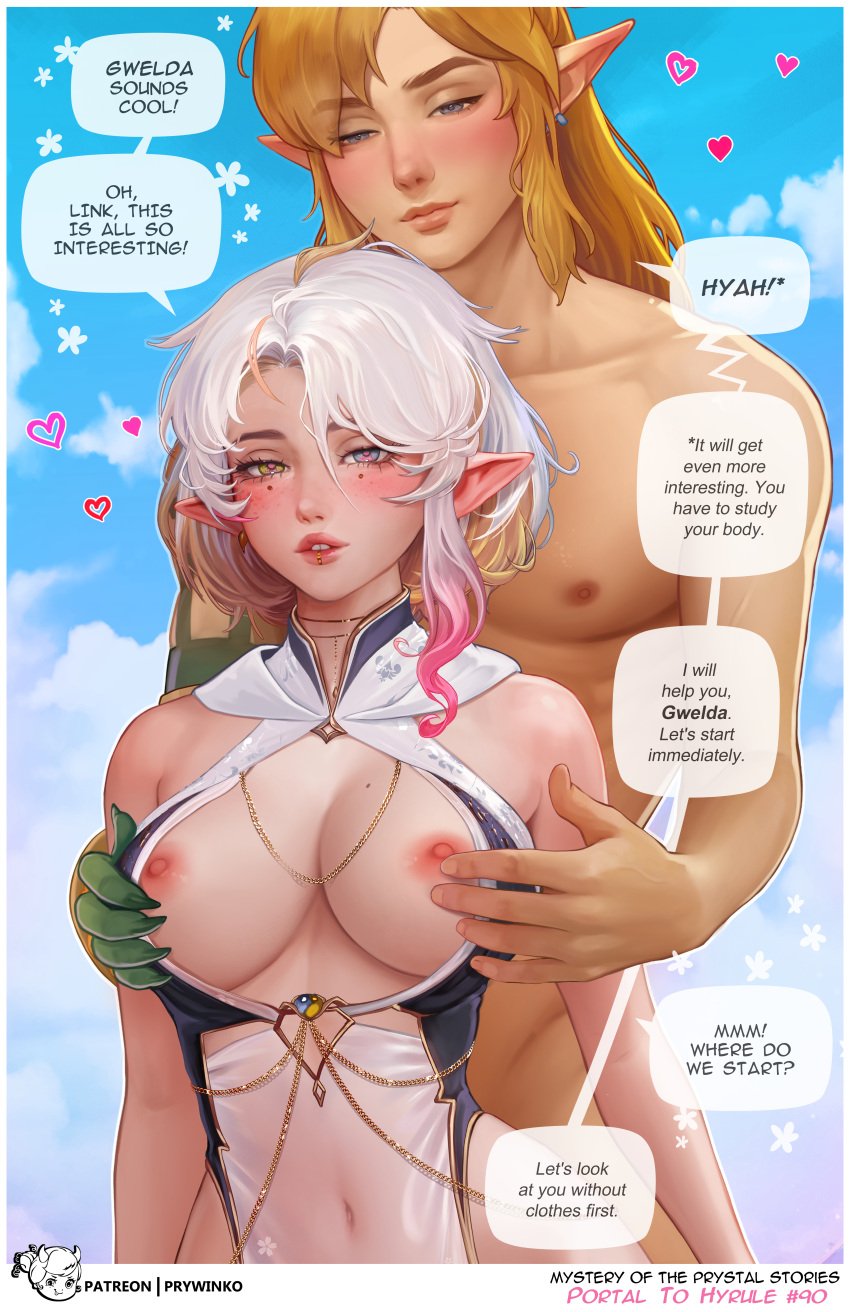 GWELDA
SOUNDS
COOL!
OH,
LINK, THIS
IS ALL SO
INTERESTING!
HYAH!*
*It will get
even more
interesting. You
have to study
your body.
I will
help you,
Gwelda.
Let's start
immediately.
MMM!
WHERE DO
WE START?
Let's look
at you without
clothes first.
PATREON | PRYWINKO
MYSTERY OF THE PRYSTAL STORIES
PORTAL TO HYRULE #90